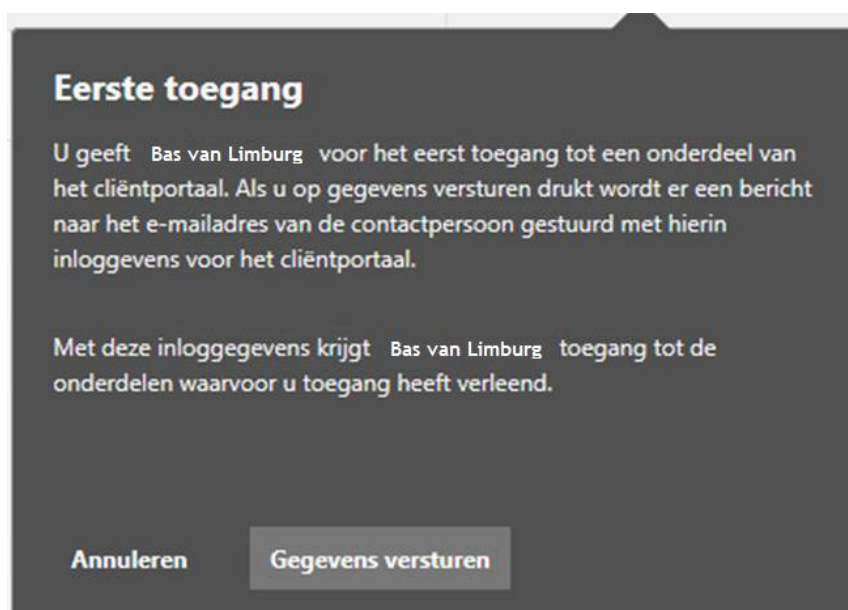 Eerste toegang
U geeft Bas van Limburg voor het eerst toegang tot een onderdeel van
het cliëntportaal. Als u op gegevens versturen drukt wordt er een bericht
naar het e-mailadres van de contactpersoon gestuurd met hierin
inloggevens voor het cliëntportaal.
Met deze inloggegevens krijgt Bas van Limburg toegang tot de
onderdelen waarvoor u toegang heeft verleend.
Annuleren Gegevens versturen